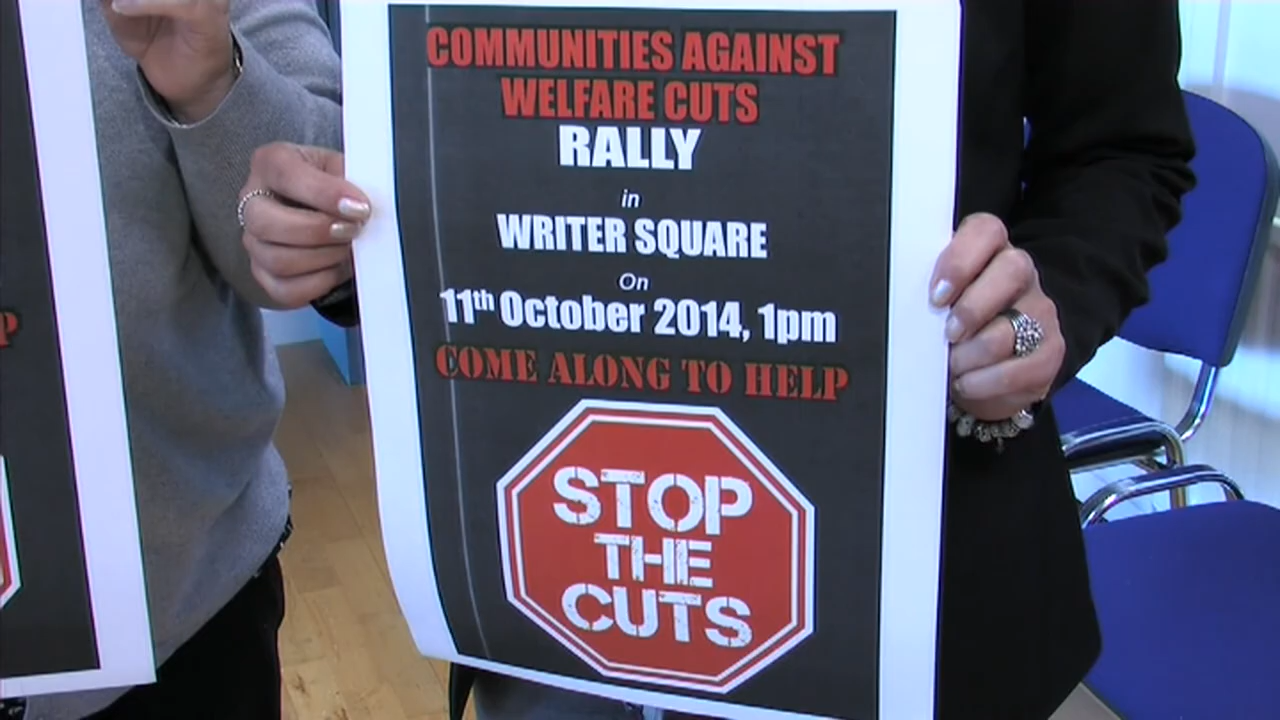 COMMUNITIES AGAINST
WELFARE CUTS
RALLY
in
WRITER SQUARE
On
11th October 2014, 1pm
COME ALONG TO HELP
STOP
THE
CUTS
P